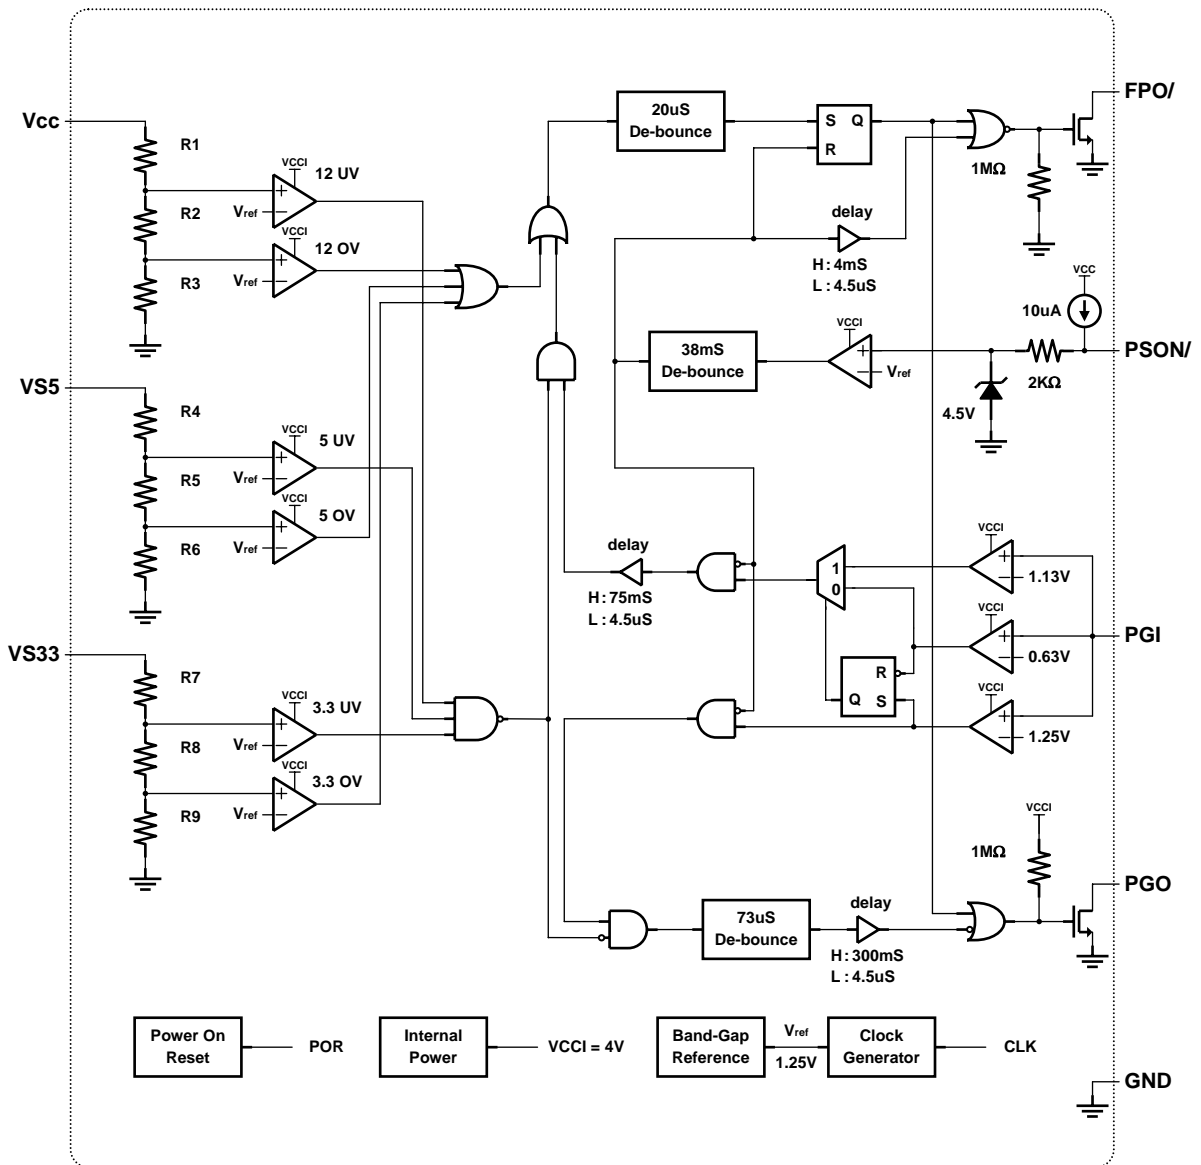 FPO/
Vcc
20uS
De-bounce
S Q
R
R1
VCCI
12 UV
1MΩ
Vref
R2
delay
VCCI
12 OV
H : 4mS
L : 4.5uS
VCC
Vref
R3
10uA
VCCI
38mS
De-bounce
PSON/
Vref
2KΩ
VS5
4.5V
R4
VCCI
5 UV
Vref
R5
VCCI
5 OV
VCCI
Vref
R6
delay
1
1.13V
0
H : 75mS
L : 4.5uS
VCCI
PGI
VS33
0.63V
R
R7
VCCI
Q S
VCCI
3.3 UV
1.25V
Vref
R8
VCCI
3.3 OV
VCCI
Vref
R9
1MΩ
PGO
delay
73uS
De-bounce
H : 300mS
L : 4.5uS
Power On
Reset
POR
Internal
Power
VCCI = 4V
Band-Gap
Reference
Vref
1.25V
Clock
Generator
CLK
GND